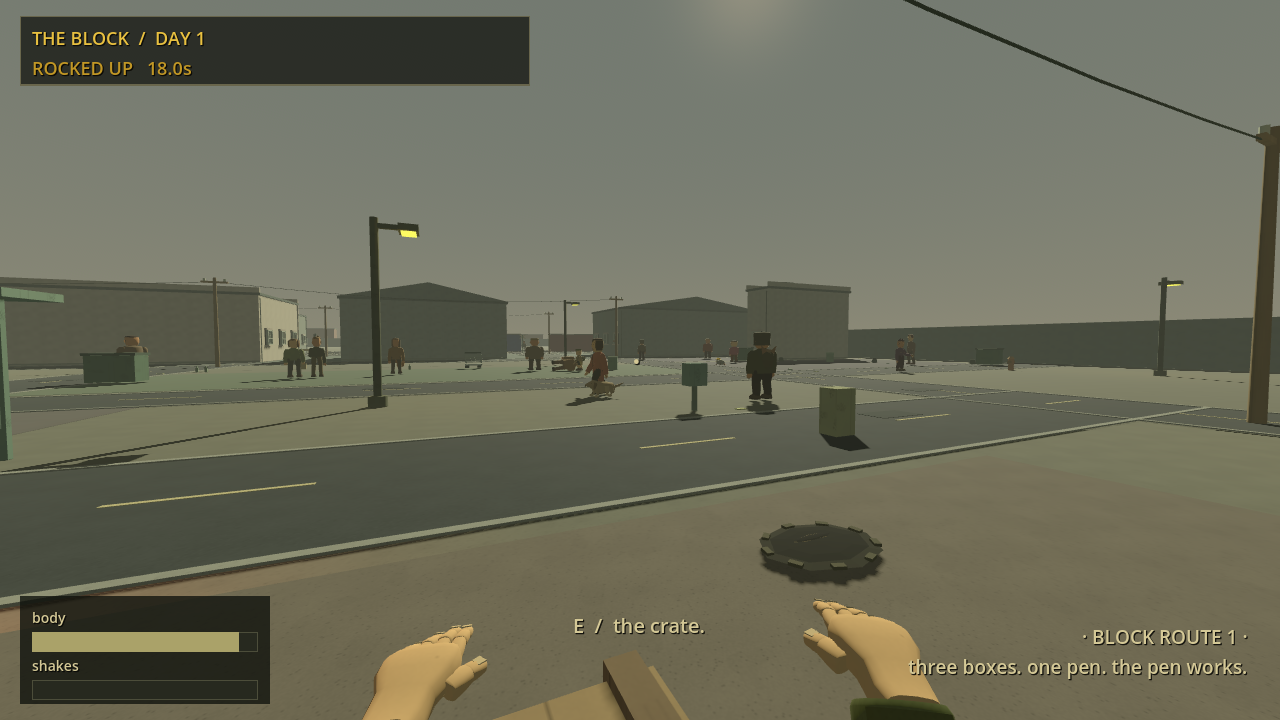 THE BLOCK / DAY 1
ROCKED UP 18.0s
body
shakes
E / the crate.
· BLOCK ROUTE 1 ·
three boxes. one pen. the pen works.